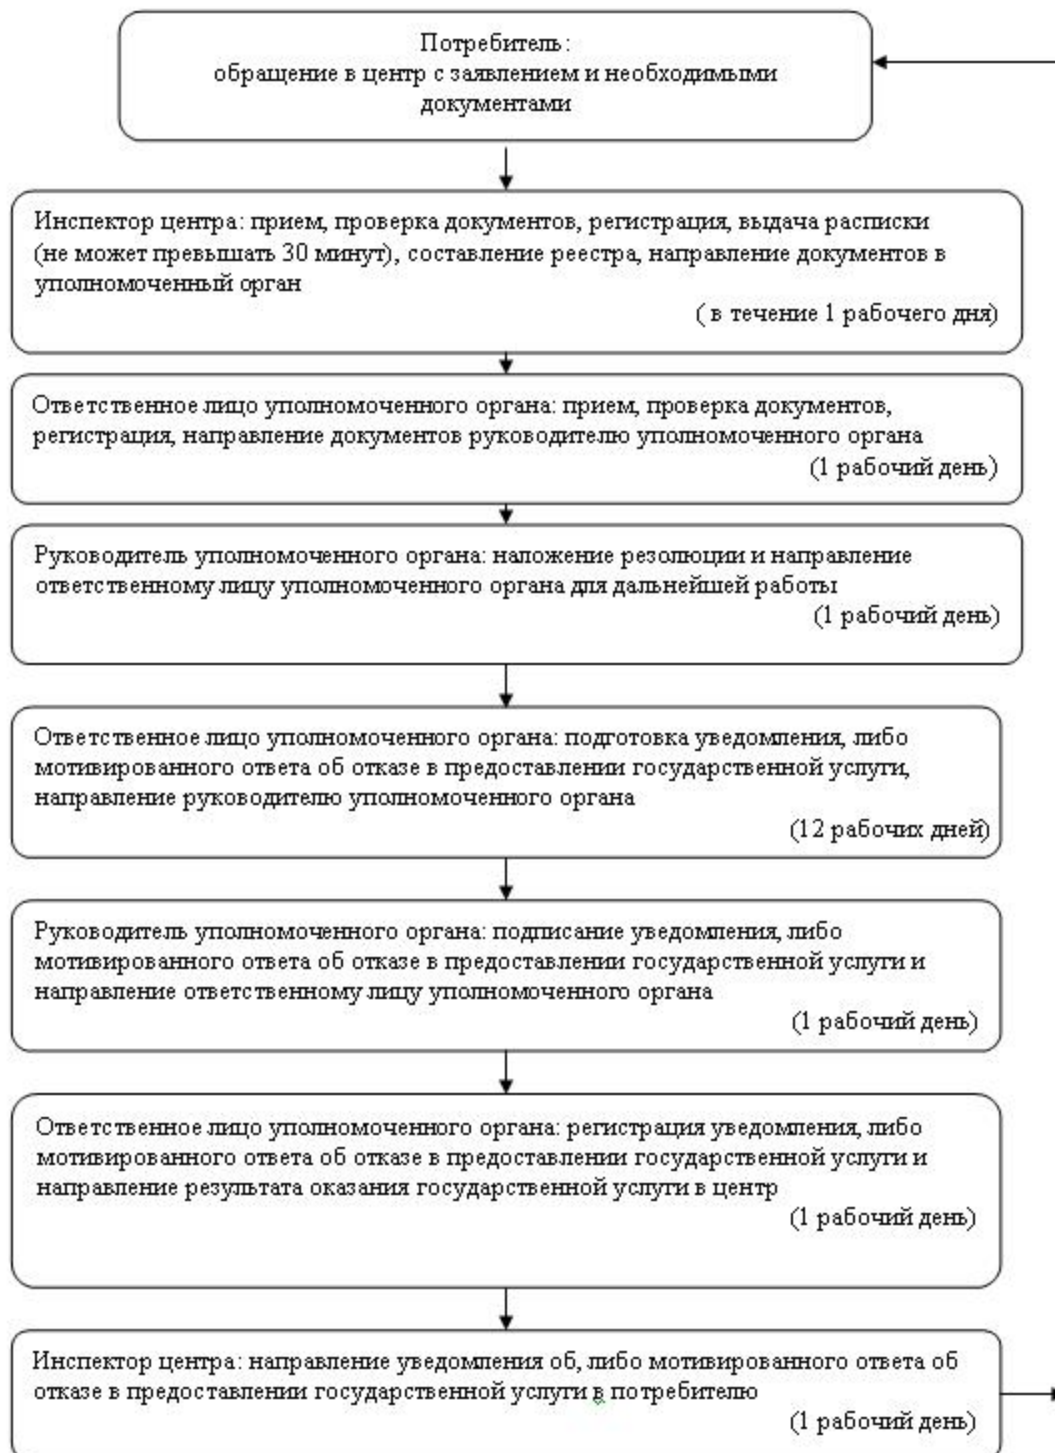 Потребитель:
обращение в центр с заявлением и необходимыми
документами
Инспектор центра: прием, проверка документов, регистрация, выдача расписки
(не может превышать 30 минут), составление реестра, направление документов в
уполномоченный орган
( в течение 1 рабочего дня)
Ответственное лицо уполномоченного органа: прием, проверка документов,
регистрация, направление документов руководителю уполномоченного органа
(1 рабочий день)
Руководитель уполномоченного органа: наложение резолюции и направление
ответственному лицу уполномоченного органа для дальнейшей работы
(1 рабочий день)
Ответственное лицо уполномоченного органа: подготовка уведомления, либо
мотивированного ответа об отказе в предоставлении государственной услуги,
направление руководителю уполномоченного органа
(12 рабочих дней)
Руководитель уполномоченного органа: подписание уведомления, либо
мотивированного ответа об отказе в предоставлении государственной услуги и
направление ответственному лицу уполномоченного органа
(1 рабочий день)
Ответственное лицо уполномоченного органа: регистрация уведомления, либо
мотивированного ответа об отказе в предоставлении государственной услуги и
направление результата оказания государственной услуги в центр
(1 рабочий день)
Инспектор центра: направление уведомления об, либо мотивированного ответа об
отказе в предоставлении государственной услуги в потребителю
(1 рабочий день)